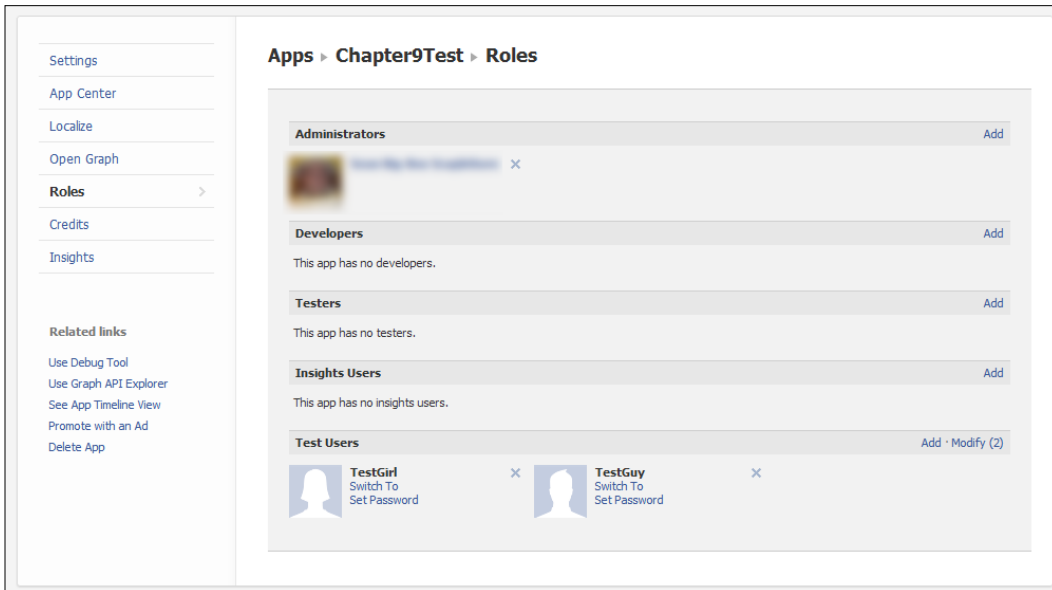 Settings
App Center
Localize
Open Graph
Roles
Credits
Insights
Related links
Use Debug Tool
Use Graph API Explorer
See App Timeline View
Promote with an Ad
Delete App
Apps ▸ Chapter9Test ▸ Roles
Administrators Add
Developers Add
This app has no developers.
Testers Add
This app has no testers.
Insights Users Add
This app has no insights users.
Test Users Add · Modify (2)
TestGirl
Switch To
Set Password
TestGuy
Switch To
Set Password